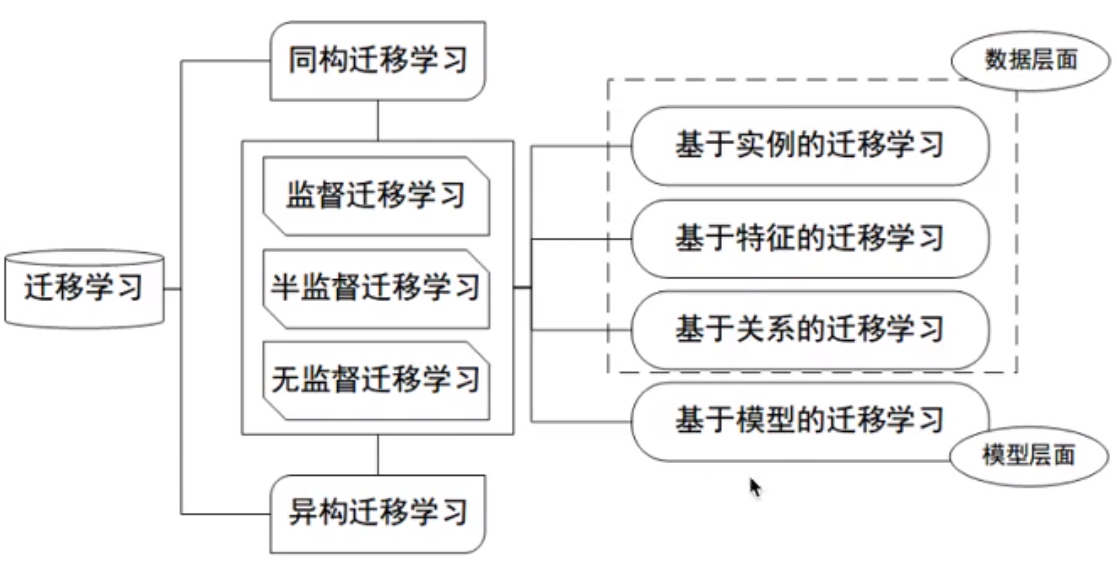 同构迁移学习
数据层面
基于实例的迁移学习
监督迁移学习
基于特征的迁移学习
迁移学习
半监督迁移学习
基于关系的迁移学习
无监督迁移学习
基于模型的迁移学习
模型层面
异构迁移学习